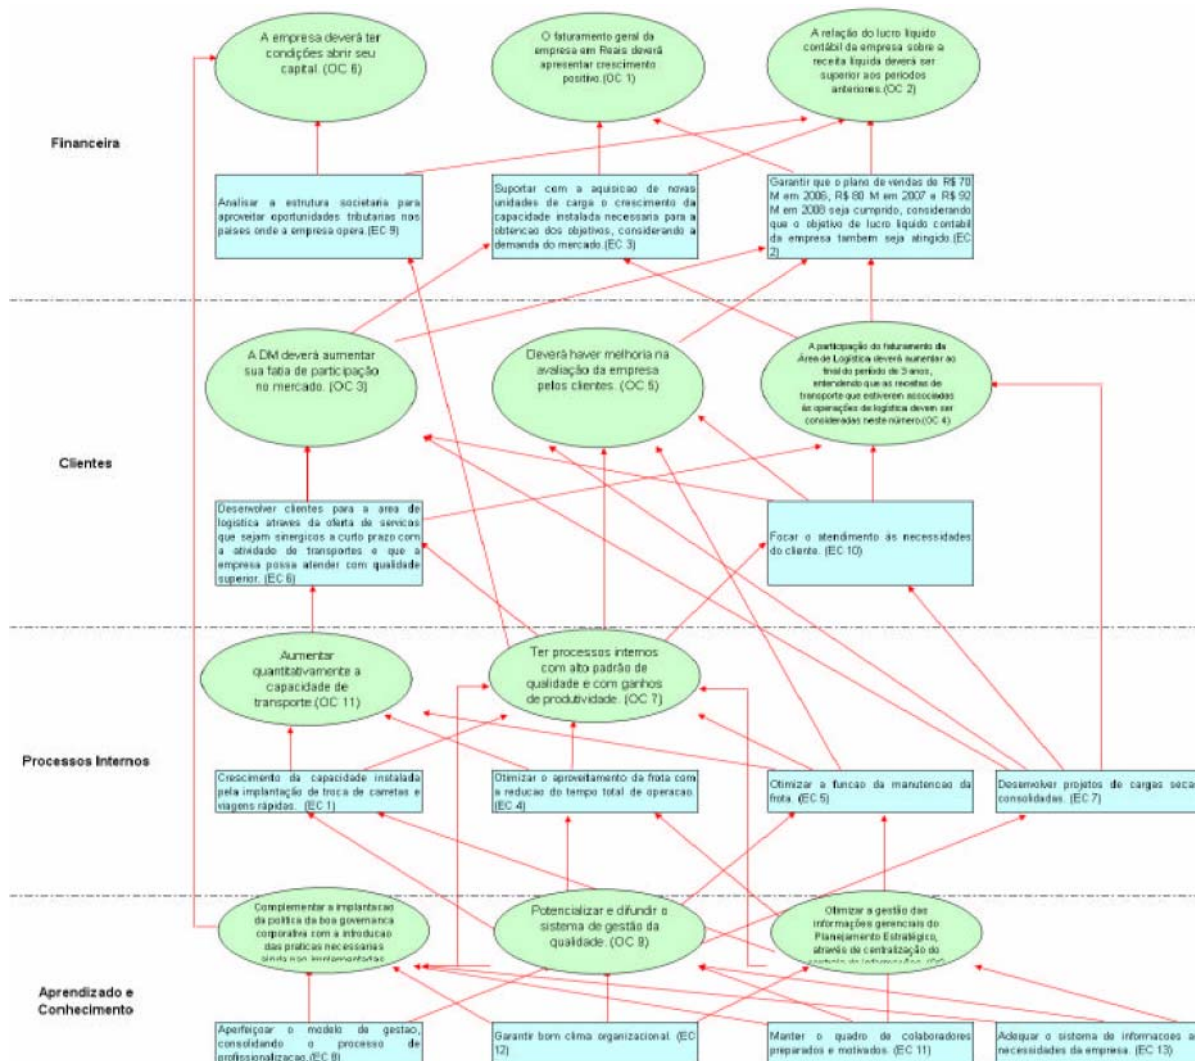 A empresa deverá ter
condições abrir seu
capital. (OC 6)
O faturamento geral da
empresa em Reais deverá
apresentar crescimento
positivo.(OC 1)
A relação do lucro líquido
contábil da empresa sobre a
receita líquida deverá ser
superior aos períodos
anteriores.(OC 2)
Financeira
Analisar a estrutura societaria para
aproveitar oportunidades tributarias nos
países onde a empresa opera.(EC 9)
Suportar com a aquisicao de novas
unidades de carga o crescimento da
capacidade instalada necessaria para a
obtencao dos objetivos, considerando a
demanda do mercado.(EC 3)
Garantir que o plano de vendas de R$ 70
M em 2006, R$ 80 M em 2007 e R$ 92
M em 2008 seja cumprido, considerando
que o objetivo de lucro liquido contabil
da empresa tambem seja atingido.(EC
2)
A DM deverá aumentar
sua fatia de participação
no mercado. (OC 3)
Deverá haver melhoria na
avaliação da empresa
pelos clientes. (OC 5)
A participação do faturamento da
Área de Logística deverá aumentar ao
final do período de 3 anos,
entendendo que as receitas de
transporte que estiverem associadas
às operações de logística devem ser
consideradas neste número.(OC 4)
Clientes
Desenvolver clientes para a area de
logistica atraves da oferta de servicos
que sejam sinergicos a curto prazo com
a atividade de transportes e que a
empresa possa atender com qualidade
superior. (EC 6)
Focar o atendimento às necessidades
do cliente. (EC 10)
Aumentar
quantitativamente a
capacidade de
transporte.(OC 11)
Ter processos internos
com alto padrão de
qualidade e com ganhos
de produtividade. (OC 7)
Processos Internos
Crescimento da capacidade instalada
pela implantação de troca de carretas e
viagens rápidas. (EC 1)
Otimizar o aproveitamento da frota com
a reducao do tempo total de operacao.
(EC 4)
Otimizar a funcao da manutencao da
frota. (EC 5)
Desenvolver projetos de cargas secas
consolidadas. (EC 7)
Complementar a implantacao
da politica da boa governanca
corporativa com a introducao
das praticas necessarias
ainda nao implementadas
Potencializar e difundir o
sistema de gestão da
qualidade. (OC 8)
Otimizar a gestão das
informações gerenciais do
Planejamento Estratégico,
através de centralização do
controle de informações. (OC
Aprendizado e
Conhecimento
Aperfeiçoar o modelo de gestao,
consolidando o processo de
profissionalizacao.(EC 8)
Garantir bom clima organizacional. (EC
12)
Manter o quadro de colaboradores
preparados e motivados. (EC 11)
Adequar o sistema de informacoes a
necessidades da empresa. (EC 13)